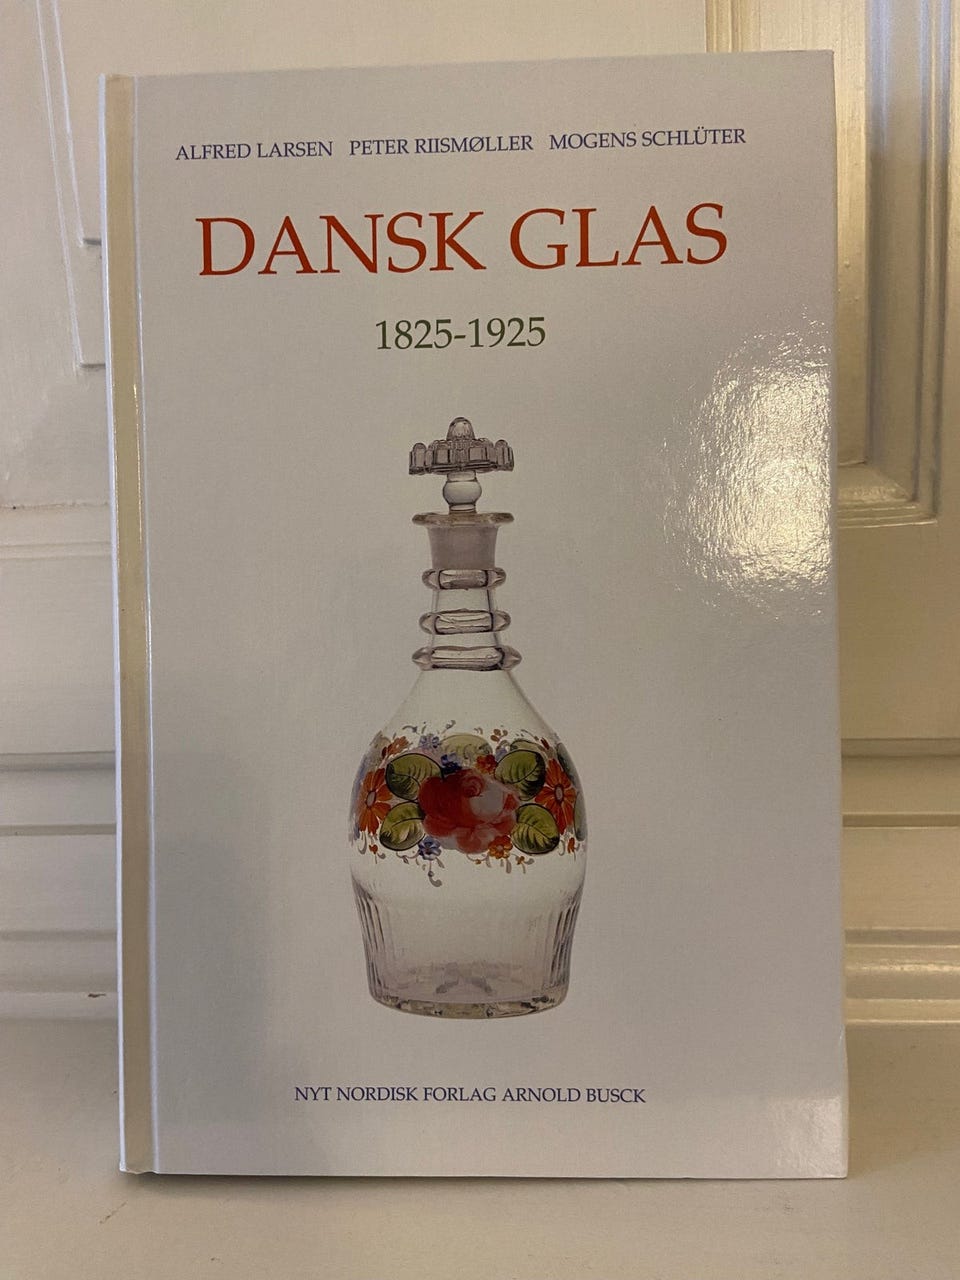 ALFRED LARSEN PETER RIISMØLLER MOGENS SCHLÜTER
DANSK GLAS
1825-1925
NYT NORDISK FORLAG ARNOLD BUSCK